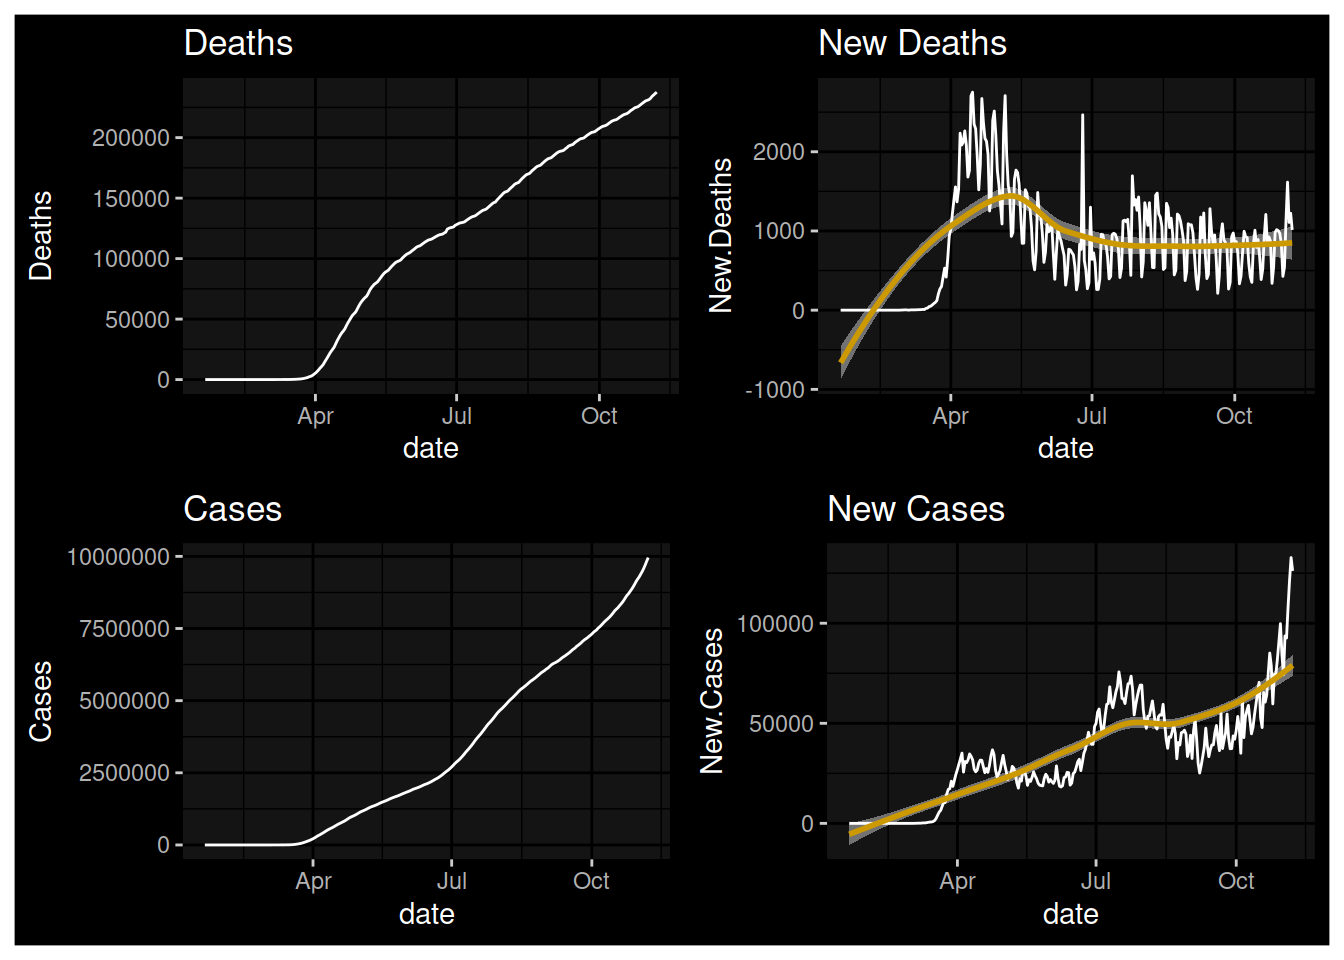 Deaths
Deaths
200000
150000
100000
50000
0
Apr
Jul
Oct
date
New Deaths
New.Deaths
2000
1000
0
-1000
Apr
Jul
Oct
date
Cases
Cases
10000000
7500000
5000000
2500000
0
Apr
Jul
Oct
date
New Cases
New.Cases
100000
50000
0
Apr
Jul
Oct
date